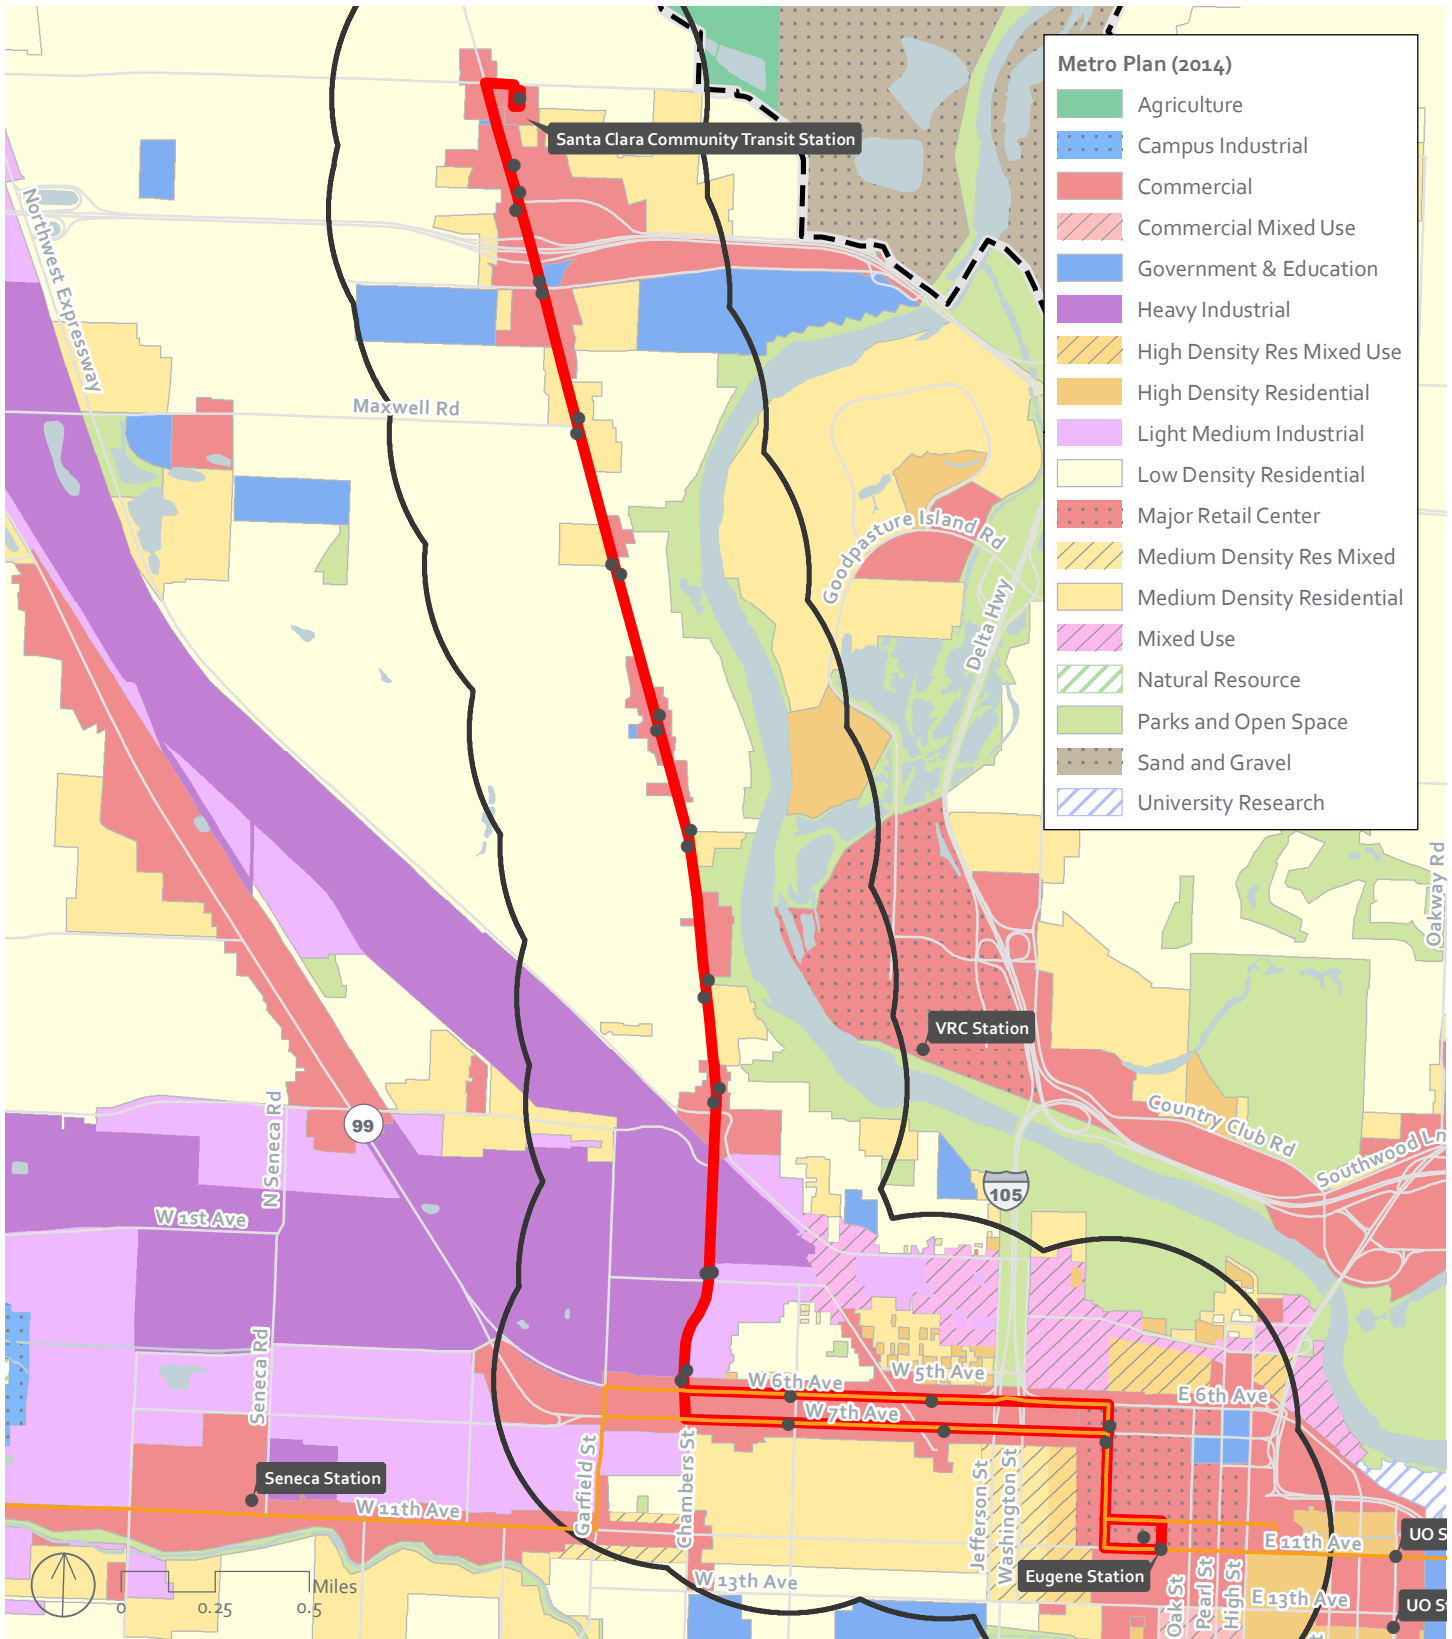 Metro Plan (2014)
Agriculture
Campus Industrial
Commercial
Commercial Mixed Use
Government & Education
Heavy Industrial
High Density Res Mixed Use
High Density Residential
Light Medium Industrial
Low Density Residential
Major Retail Center
Medium Density Res Mixed
Medium Density Residential
Mixed Use
Natural Resource
Parks and Open Space
Sand and Gravel
University Research
Santa Clara Community Transit Station
Northwest Expressway
Maxwell Rd
Goodpasture Island Rd
Delta Hwy
Oakway Rd
VRC Station
Country Club Rd
Southwood Ln
99
N Seneca Rd
105
W 1st Ave
Seneca Rd
W 5th Ave
W 6th Ave
E 6th Ave
W 7th Ave
Garfield St
Chambers St
Jefferson St
Washington St
Seneca Station
W 11th Ave
E 11th Ave
UO S
Eugene Station
W 13th Ave
E 13th Ave
Oak St
Pearl St
High St
UO S
Miles
0 0.25 0.5